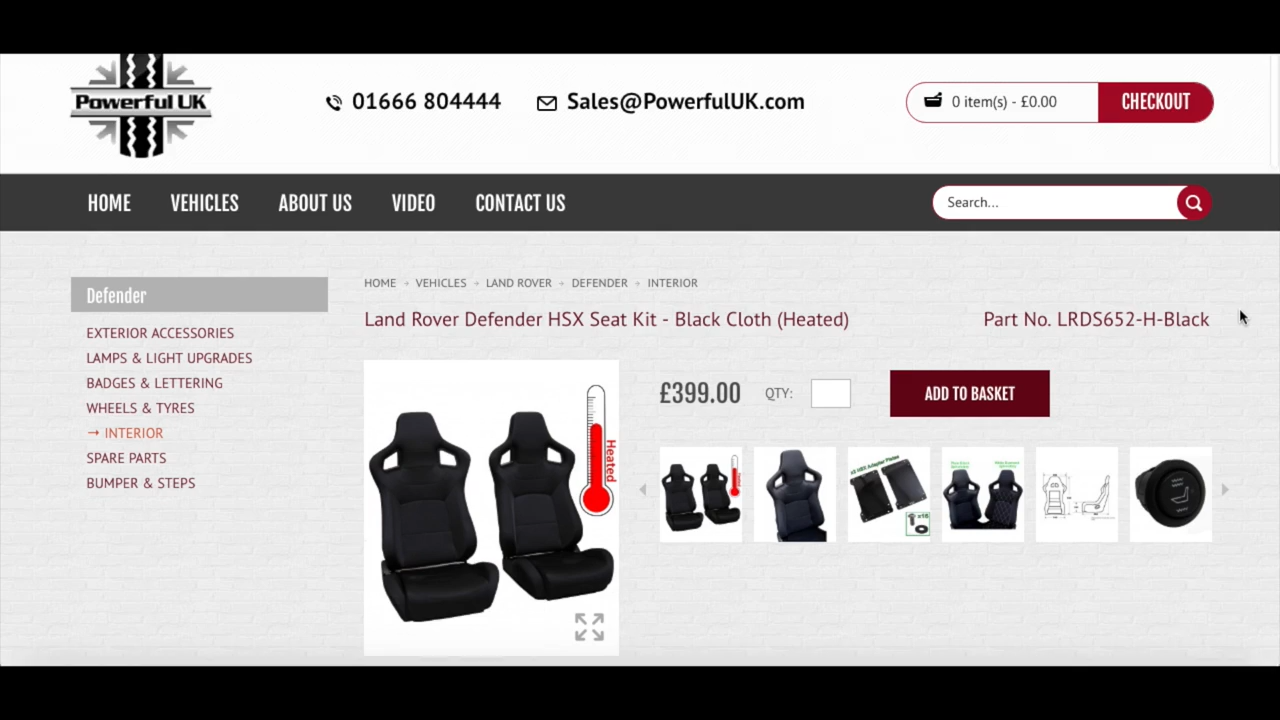 Powerful UK
01666 804444
Sales@PowerfulUK.com
0 item(s) - £0.00
CHECKOUT
HOME
VEHICLES
ABOUT US
VIDEO
CONTACT US
Search...
Defender
EXTERIOR ACCESSORIES
LAMPS & LIGHT UPGRADES
BADGES & LETTERING
WHEELS & TYRES
→ INTERIOR
SPARE PARTS
BUMPER & STEPS
HOME → VEHICLES → LAND ROVER → DEFENDER → INTERIOR
Land Rover Defender HSX Seat Kit - Black Cloth (Heated)
Part No. LRDS652-H-Black
Heated
£399.00
QTY:
ADD TO BASKET